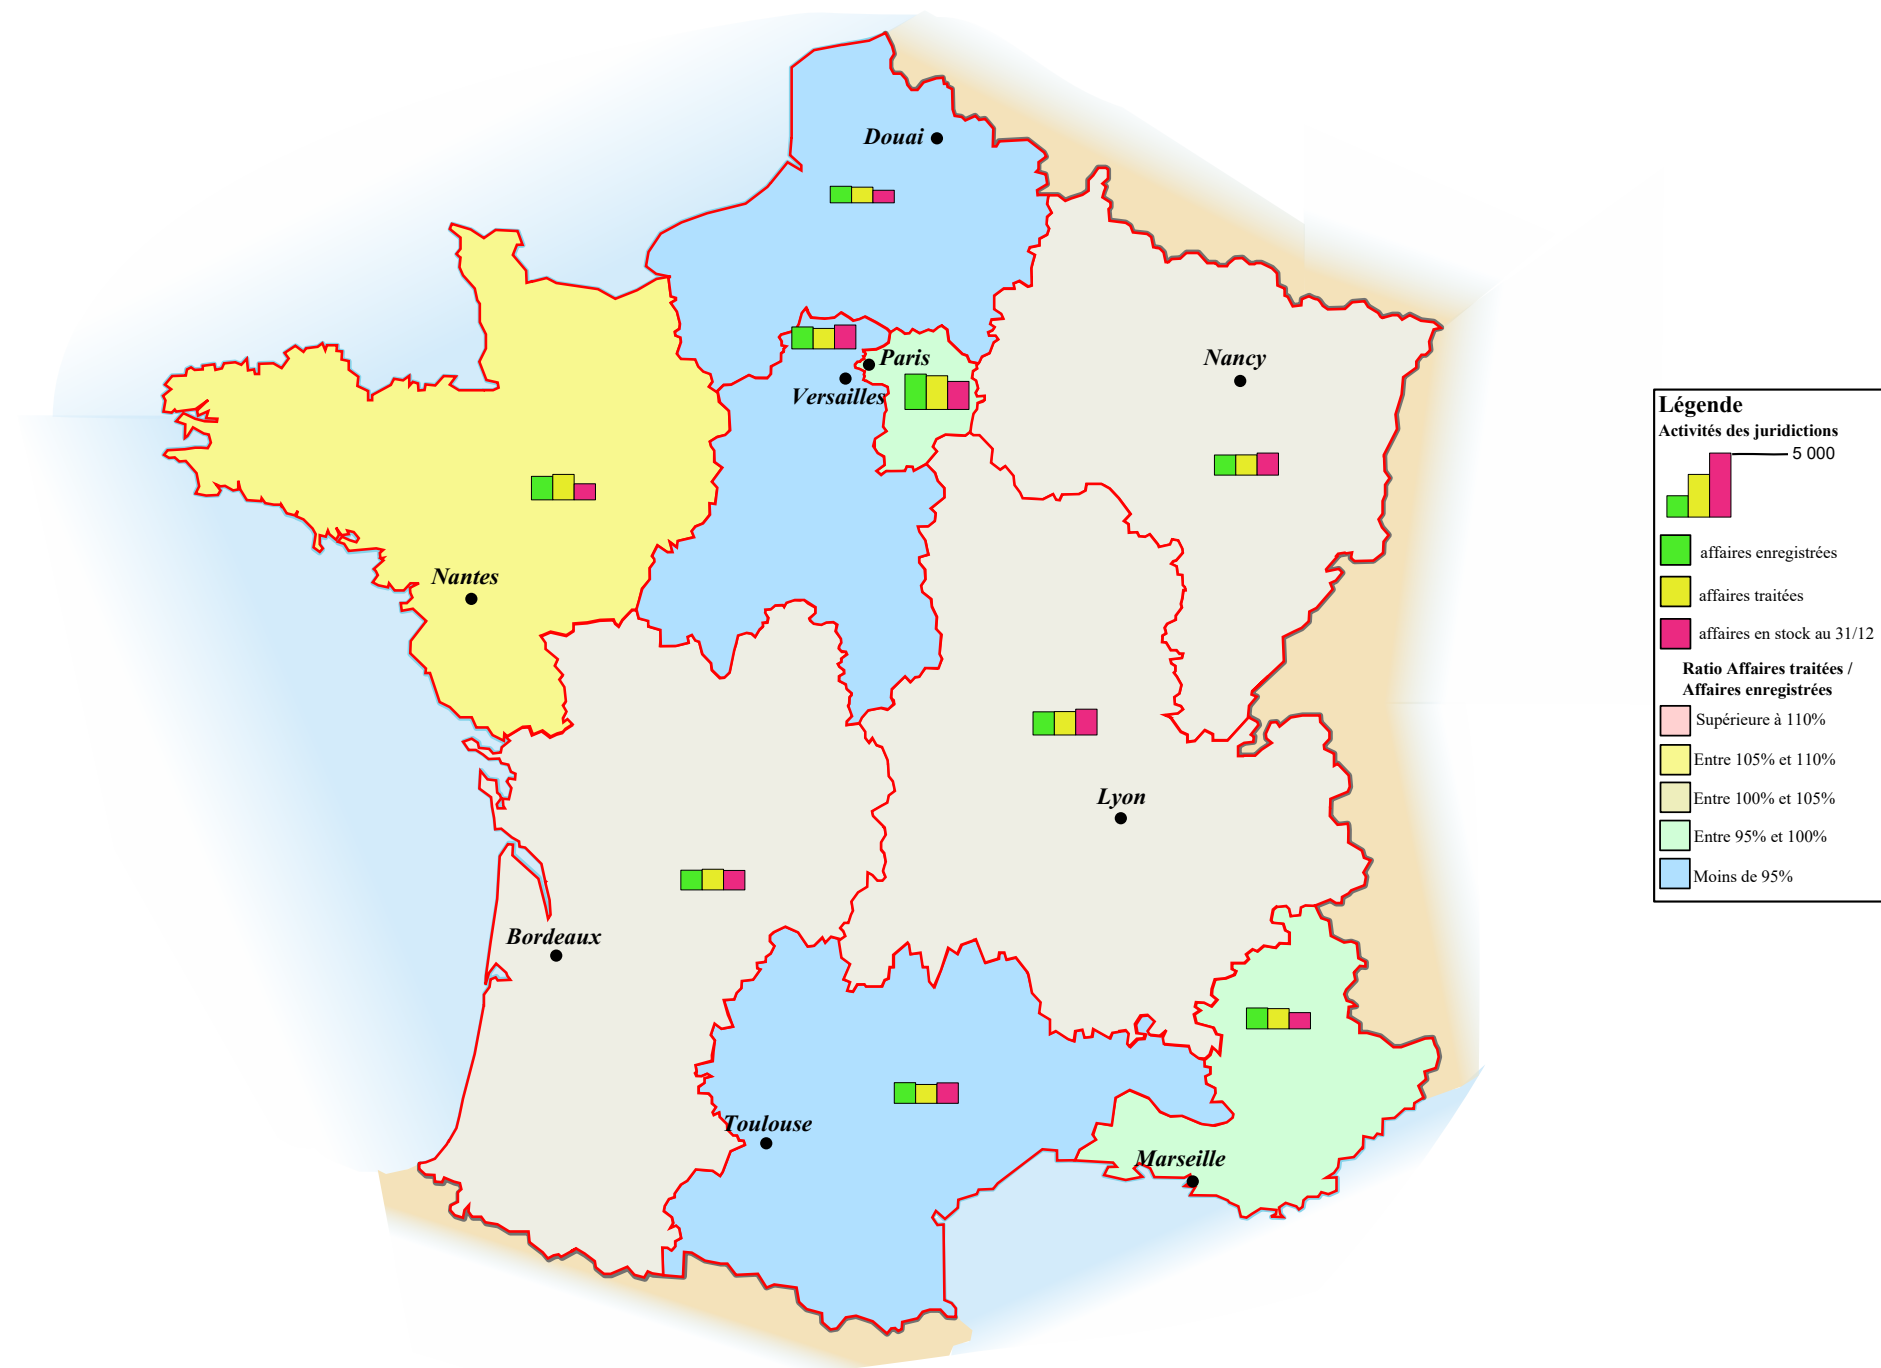 Douai
Paris
Versailles
Nancy
Nantes
Lyon
Bordeaux
Toulouse
Marseille
Légende
Activités des juridictions
5 000
affaires enregistrées
affaires traitées
affaires en stock au 31/12
Ratio Affaires traitées /
Affaires enregistrées
Supérieure à 110%
Entre 105% et 110%
Entre 100% et 105%
Entre 95% et 100%
Moins de 95%